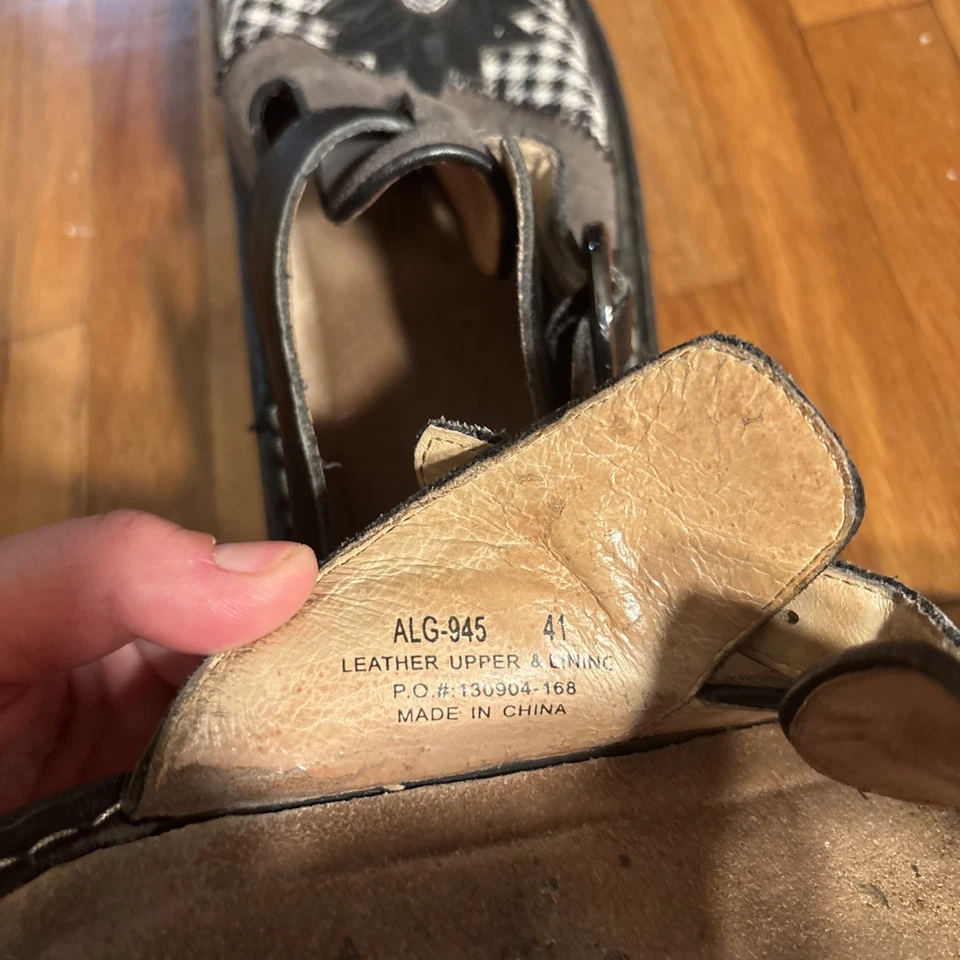 ALG-945 41
LEATHER UPPER & LINING
P.O.#:130904-168
MADE IN CHINA